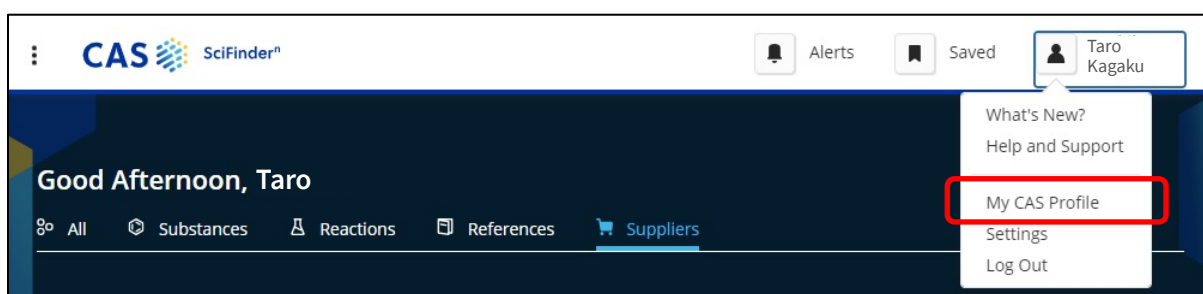 CAS SciFinderⁿ
Alerts
Saved
Taro
Kagaku
What's New?
Help and Support
My CAS Profile
Settings
Log Out
Good Afternoon, Taro
All
Substances
Reactions
References
Suppliers